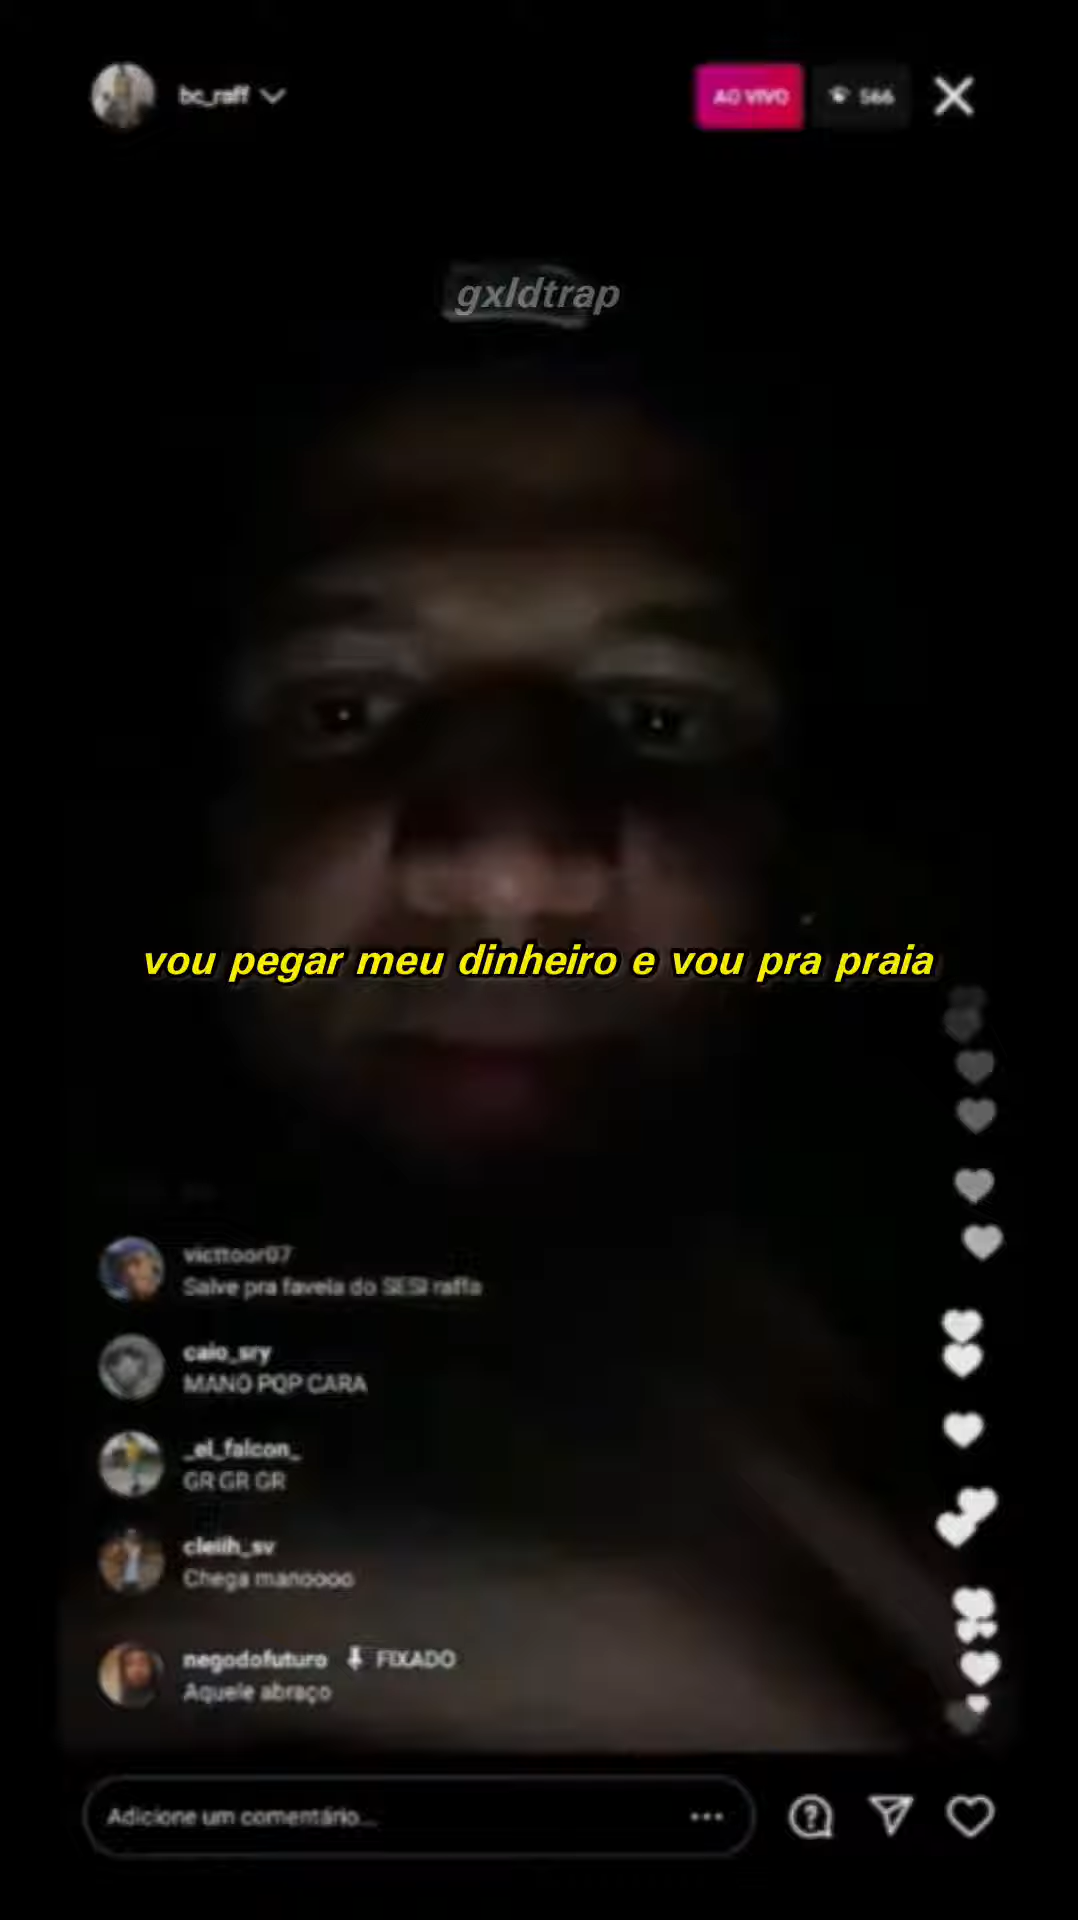 bc_raff
AO VIVO
566
gxldtrap
vou pegar meu dinheiro e vou pra praia
victtoor07
Salve pra favela do SESI raffa
caio_sry
MANO PQP CARA
_el_falcon_
GR GR GR
cleiih_sv
Chega manoooo
negodofuturo FIXADO
Aquele abraço
Adicione um comentário...